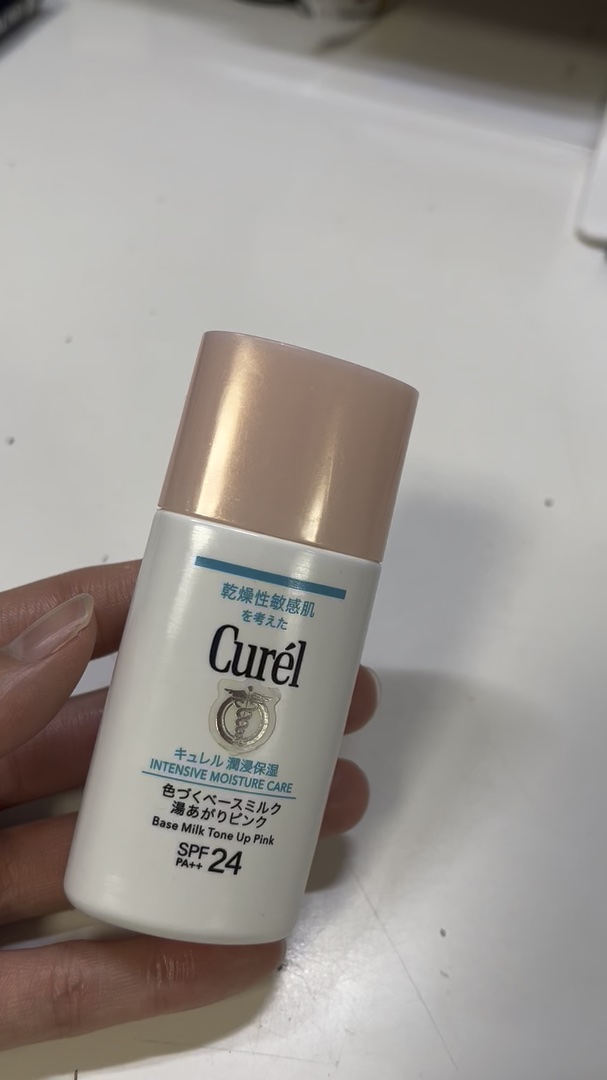 乾燥性敏感肌
を考えた
Curél
キュレル 潤浸保湿
INTENSIVE MOISTURE CARE
色づくベースミルク
湯あがりピンク
Base Milk Tone Up Pink
SPF 24
PA++